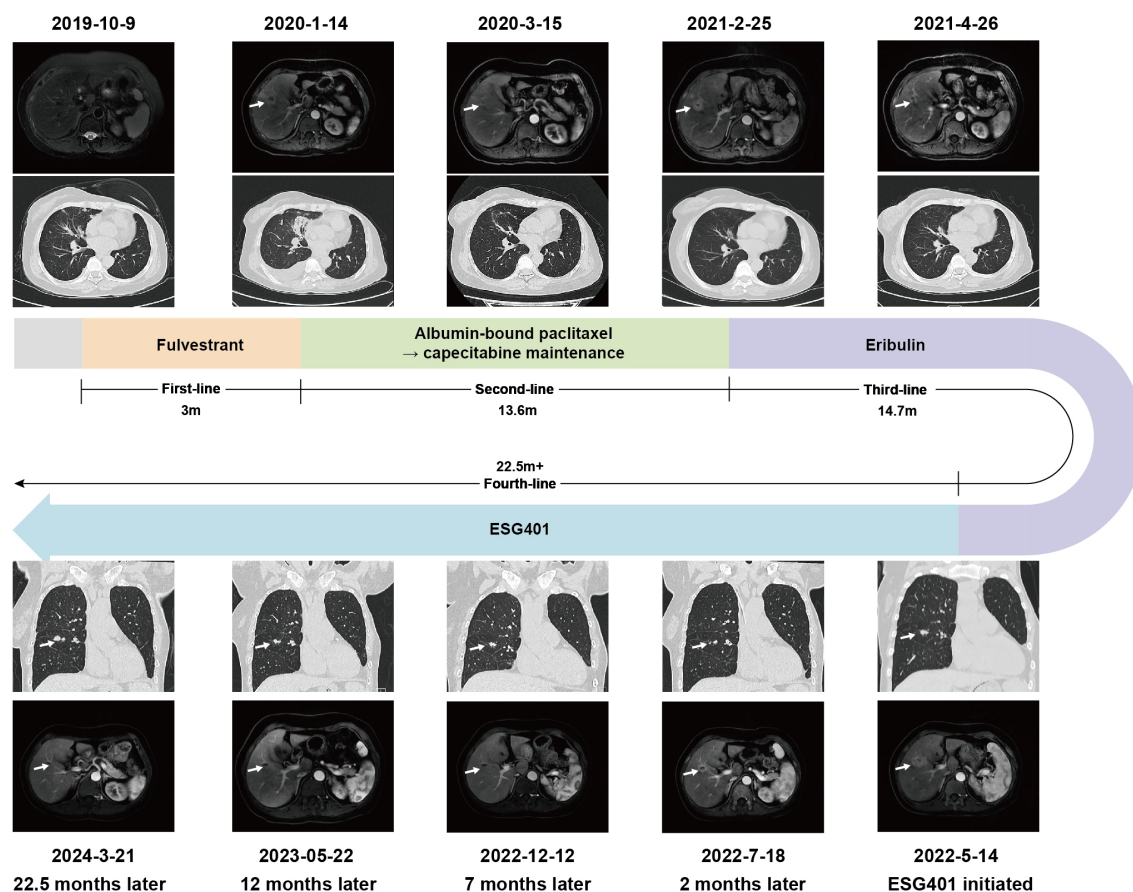 2019-10-9
2020-1-14
2020-3-15
2021-2-25
2021-4-26
Fulvestrant
Albumin-bound paclitaxel
→ capecitabine maintenance
Eribulin
First-line
3m
Second-line
13.6m
Third-line
14.7m
22.5m+
Fourth-line
ESG401
2024-3-21
22.5 months later
2023-05-22
12 months later
2022-12-12
7 months later
2022-7-18
2 months later
2022-5-14
ESG401 initiated